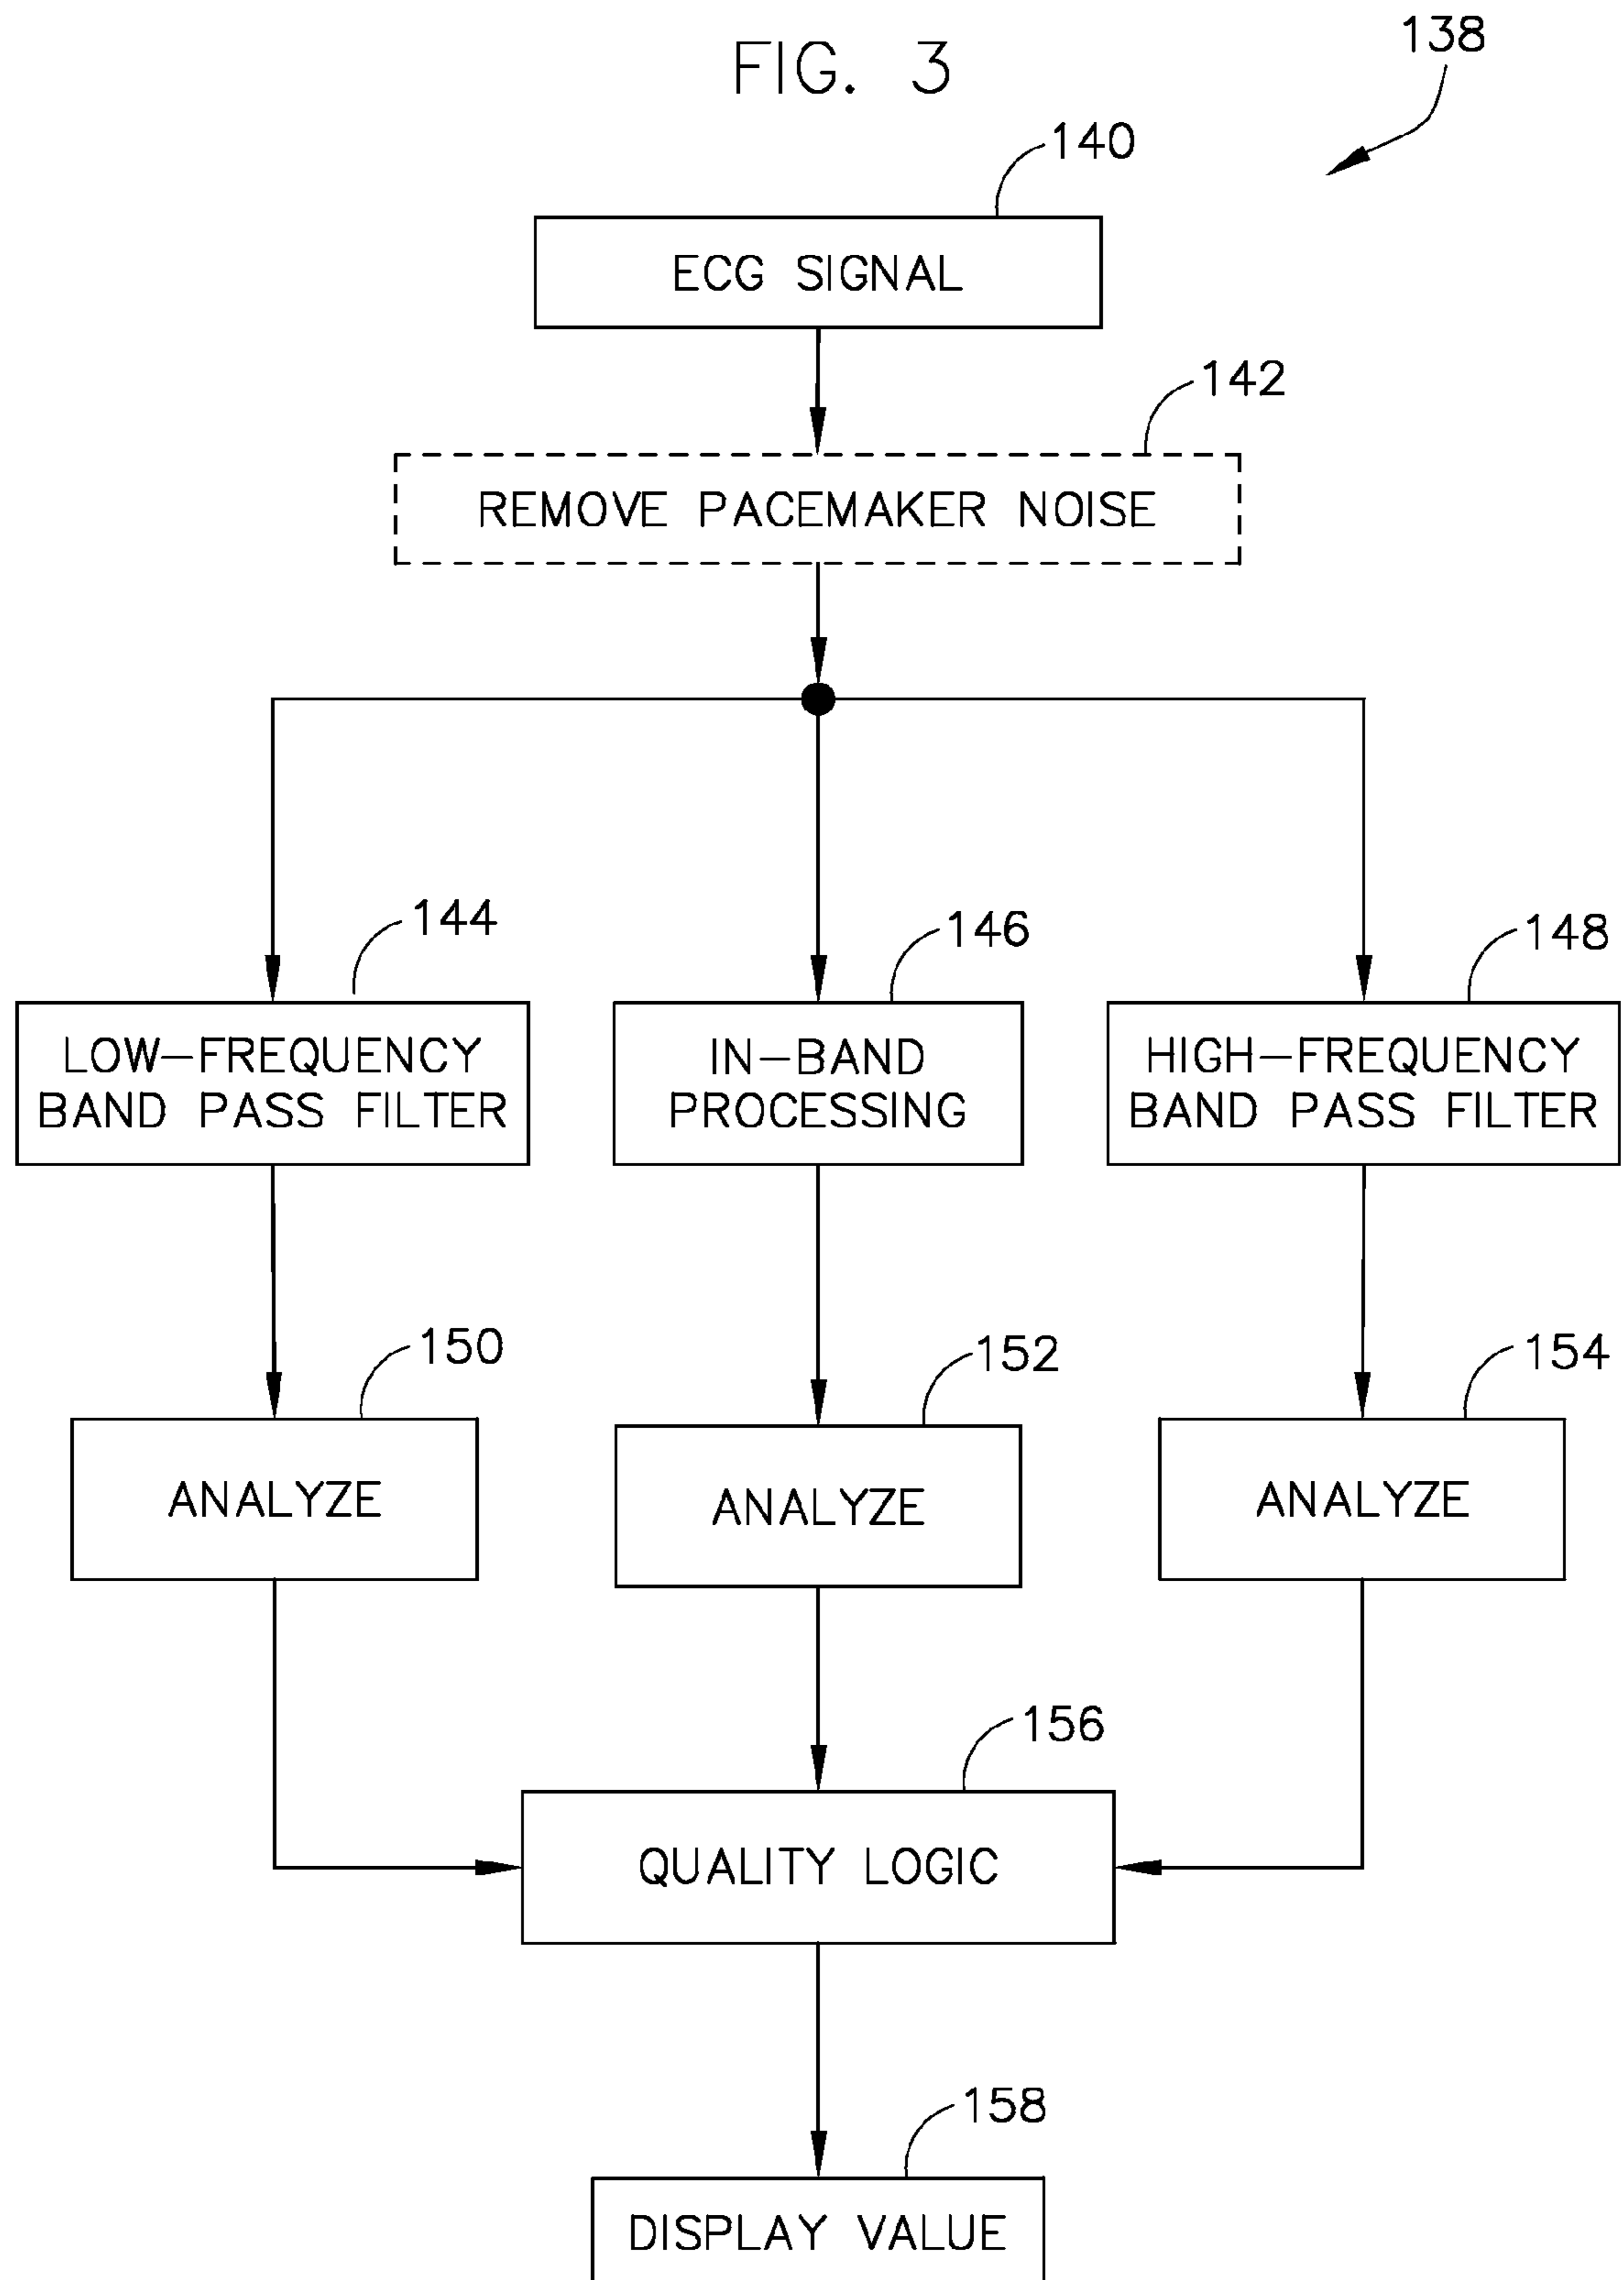 FIG. 3
138
140
ECG SIGNAL
142
REMOVE PACEMAKER NOISE
144
146
148
LOW-FREQUENCY
BAND PASS FILTER
IN-BAND
PROCESSING
HIGH-FREQUENCY
BAND PASS FILTER
150
152
154
ANALYZE
ANALYZE
ANALYZE
156
QUALITY LOGIC
158
DISPLAY VALUE